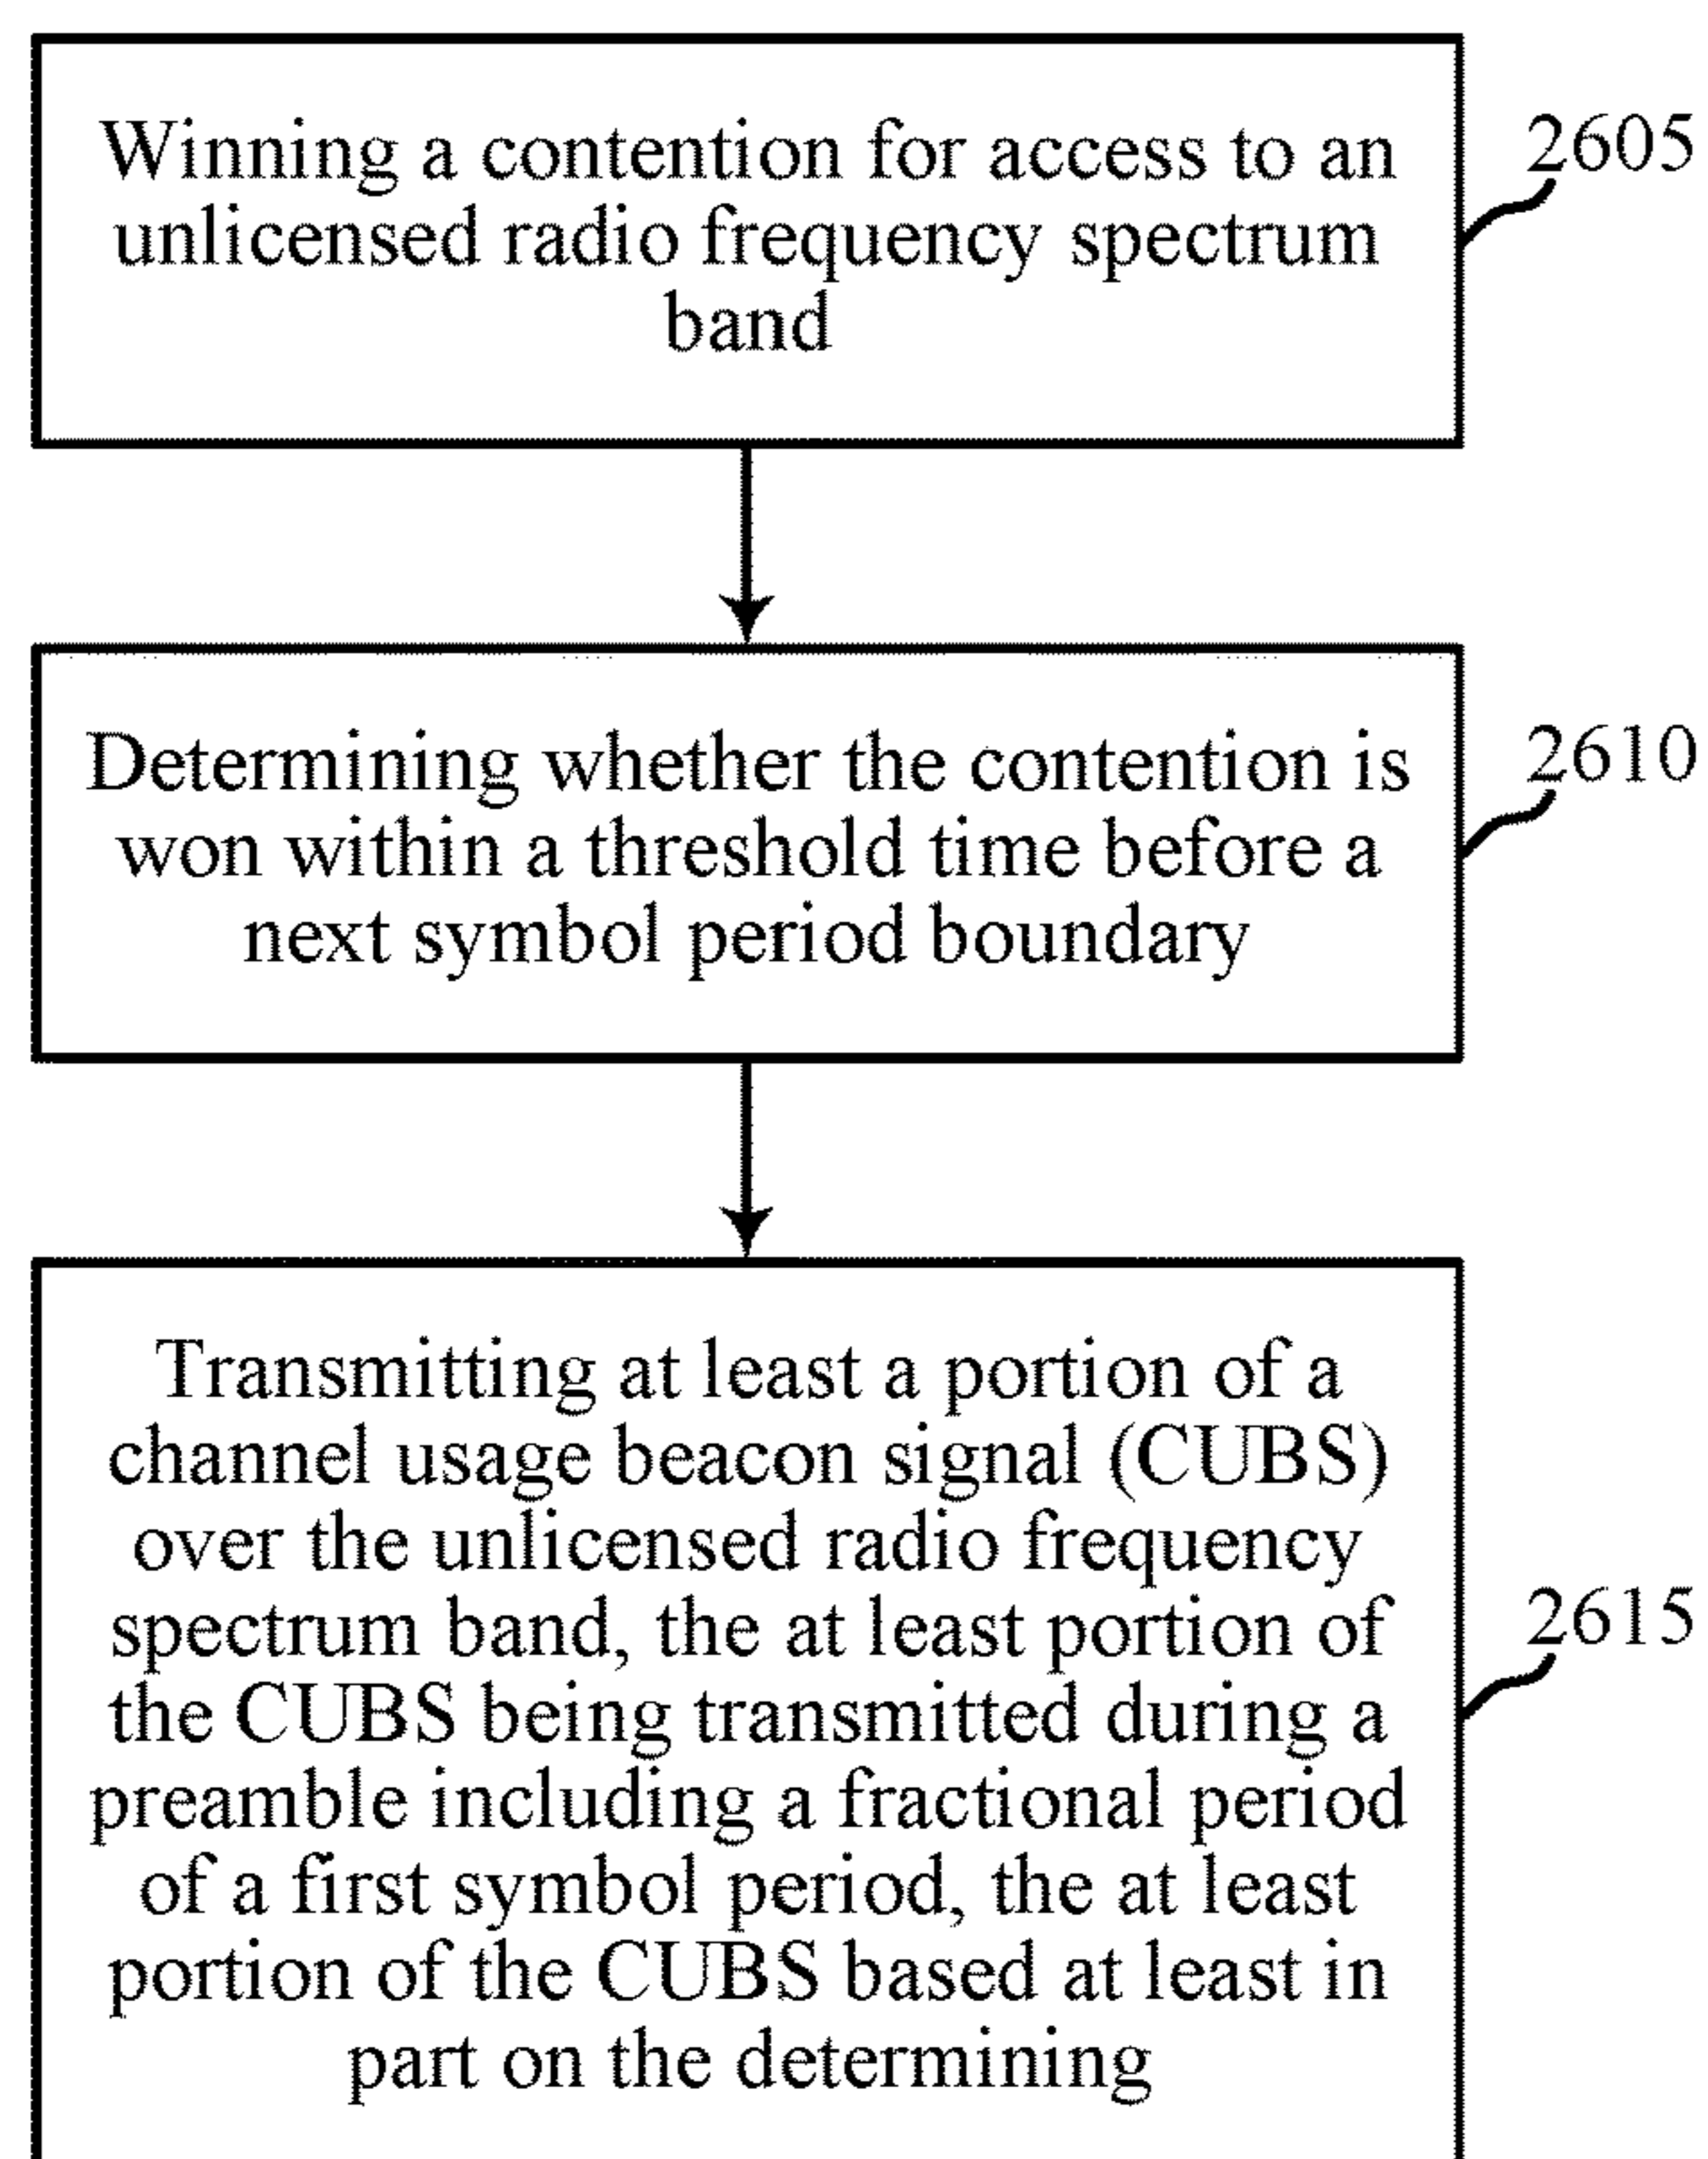 Winning a contention for access to an
unlicensed radio frequency spectrum
band
2605
Determining whether the contention is
won within a threshold time before a
next symbol period boundary
2610
Transmitting at least a portion of a
channel usage beacon signal (CUBS)
over the unlicensed radio frequency
spectrum band, the at least portion of
the CUBS being transmitted during a
preamble including a fractional period
of a first symbol period, the at least
portion of the CUBS based at least in
part on the determining
2615